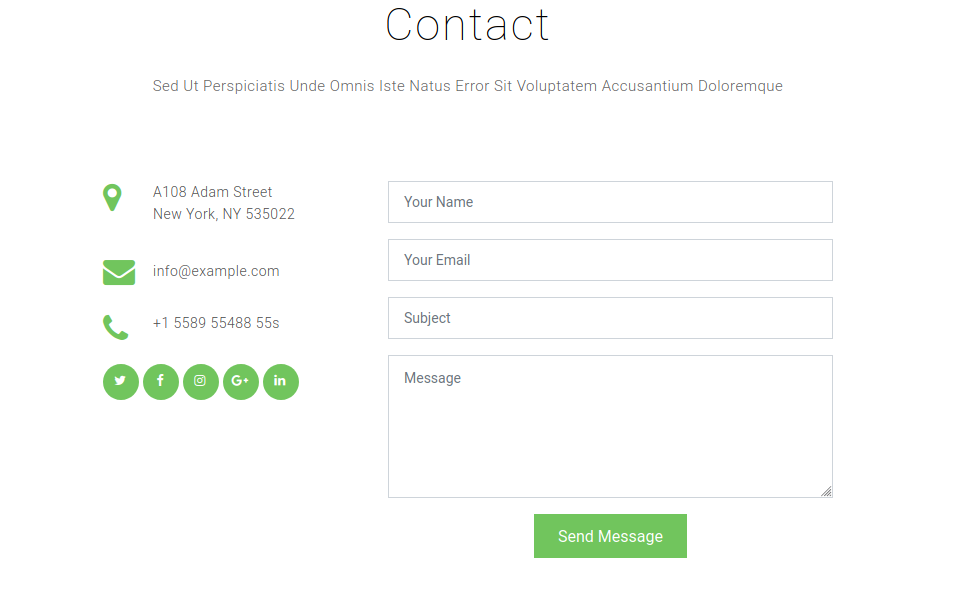 Contact
Sed Ut Perspiciatis Unde Omnis Iste Natus Error Sit Voluptatem Accusantium Doloremque
A108 Adam Street
New York, NY 535022
info@example.com
+1 5589 55488 55s
Your Name
Your Email
Subject
Message
Send Message